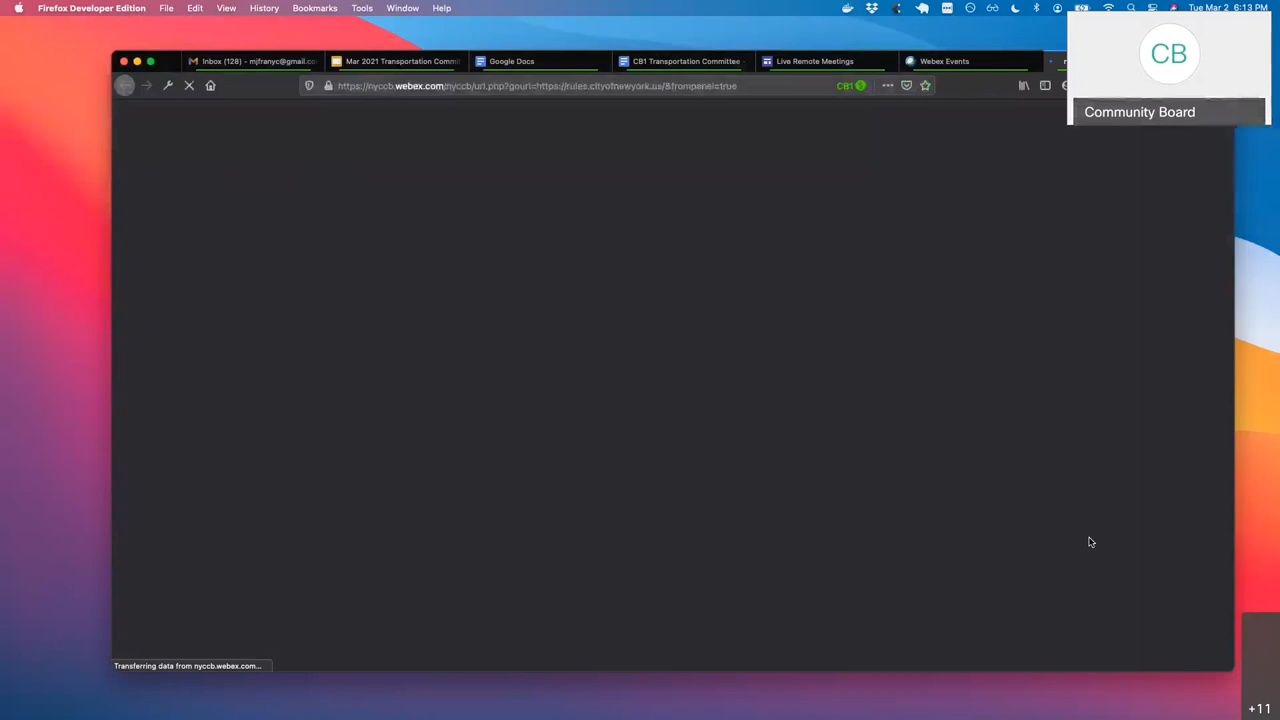 Firefox Developer Edition File Edit View History Bookmarks Tools Window Help Tue Mar 2 6:13 PM
Inbox (128) - mjfranyc@gmail.co Mar 2021 Transportation Commi Google Docs CB1 Transportation Committee - Live Remote Meetings Webex Events
https://nyccb.webex.com/nyccb/url.php?gourl=https://rules.cityofnewyork.us/&frompanel=true CB1
CB
Community Board
Transferring data from nyccb.webex.com...
+11